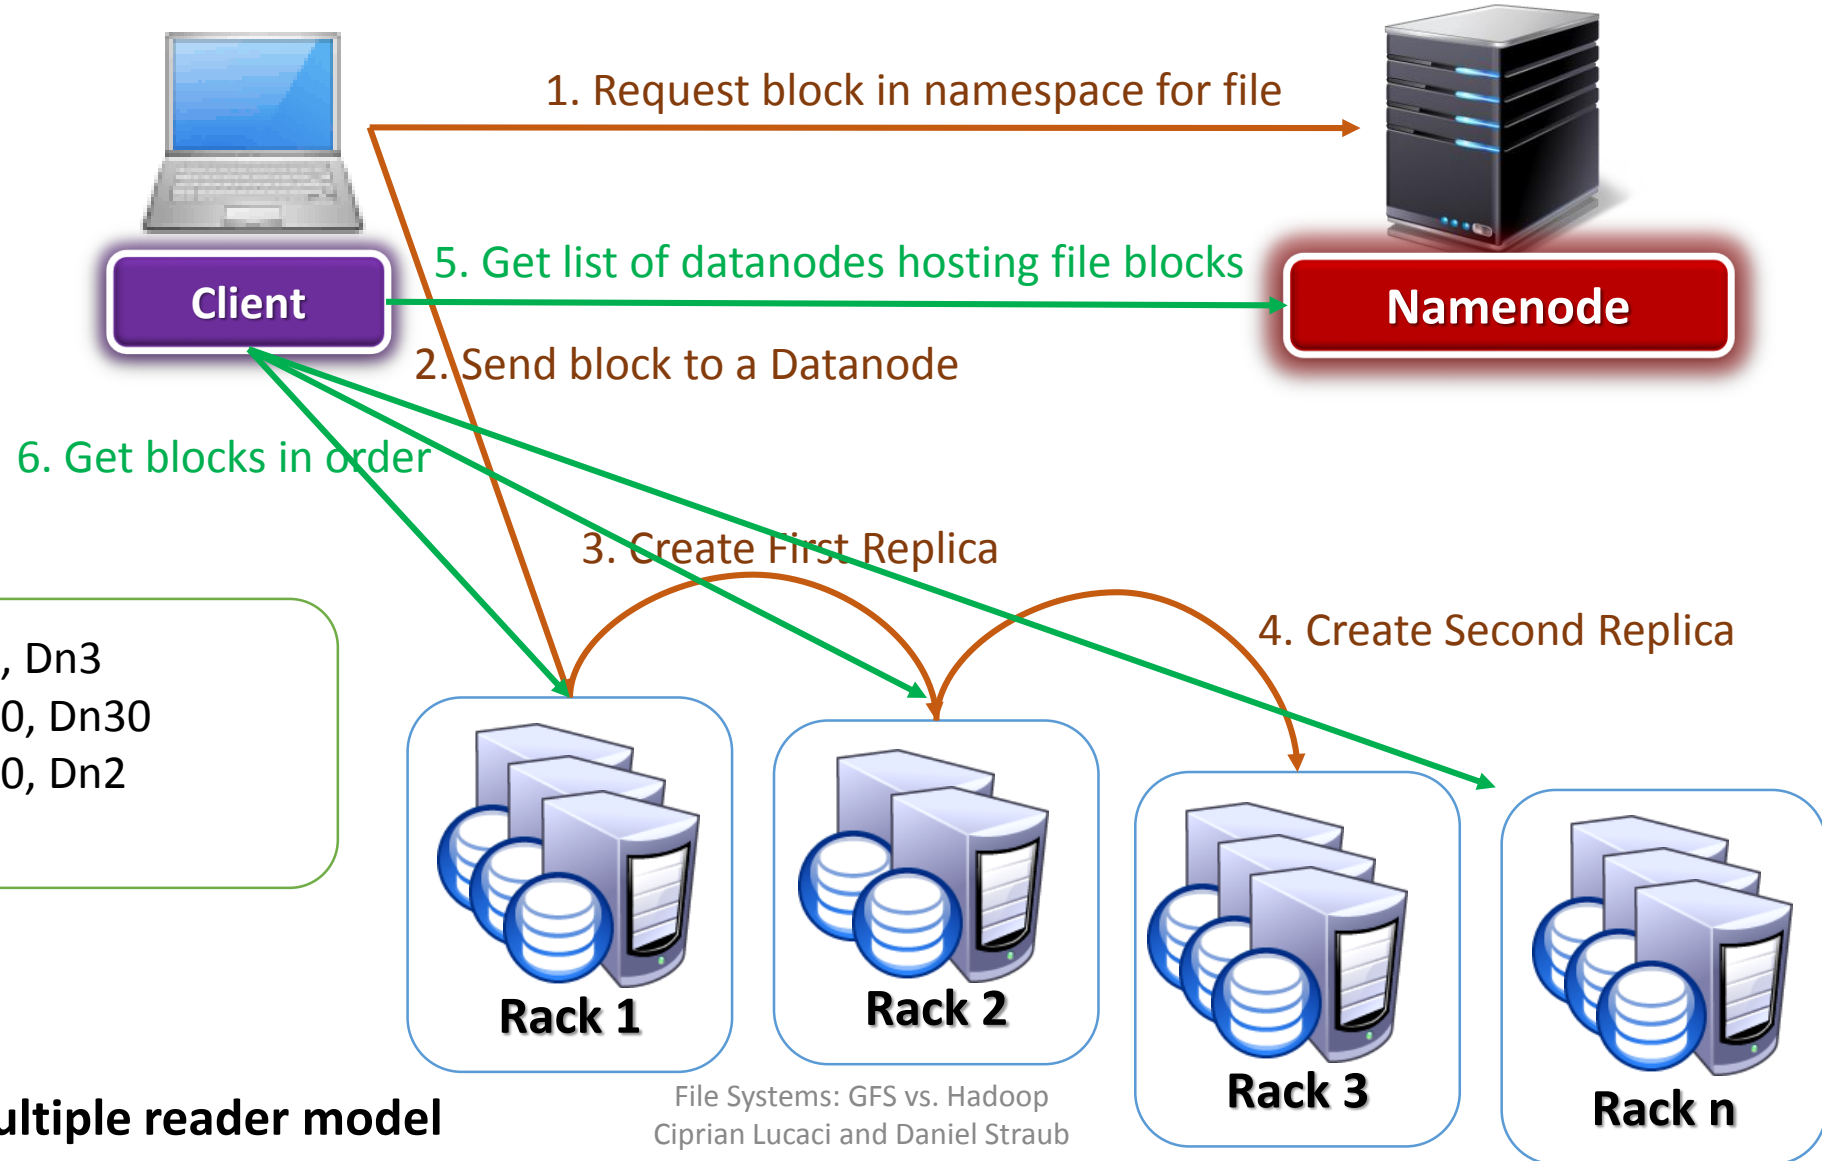 1. Request block in namespace for file
5. Get list of datanodes hosting file blocks
Client
Namenode
2. Send block to a Datanode
6. Get blocks in order
3. Create First Replica
4. Create Second Replica
, Dn3
0, Dn30
0, Dn2
Rack 1
Rack 2
Rack 3
Rack n
reader model
File Systems: GFS vs. Hadoop
Ciprian Lucaci and Daniel Straub